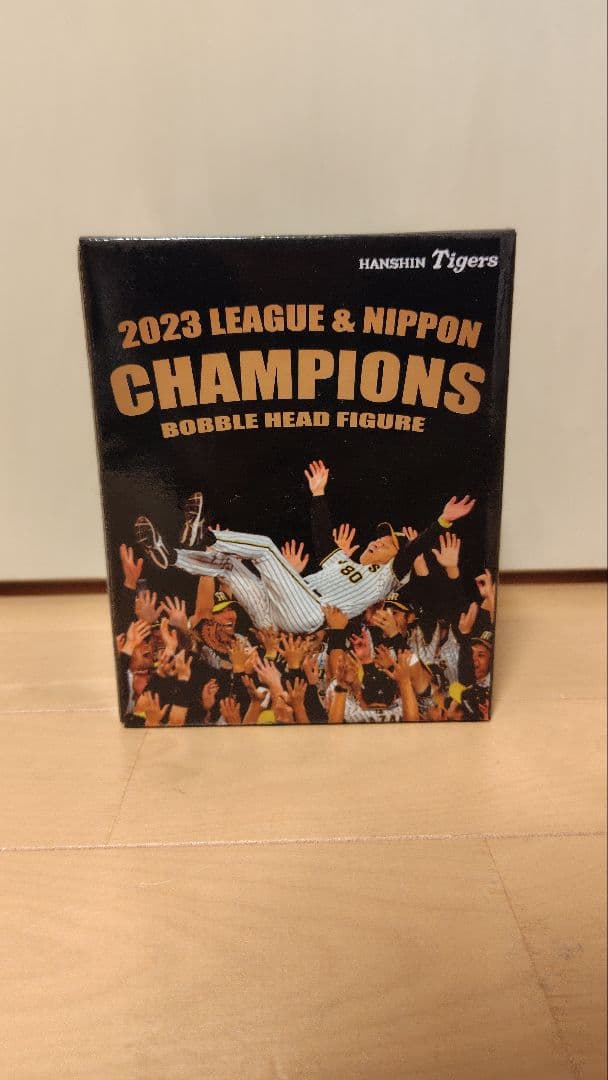 HANSHIN Tigers
2023 LEAGUE & NIPPON
CHAMPIONS
BOBBLE HEAD FIGURE
80